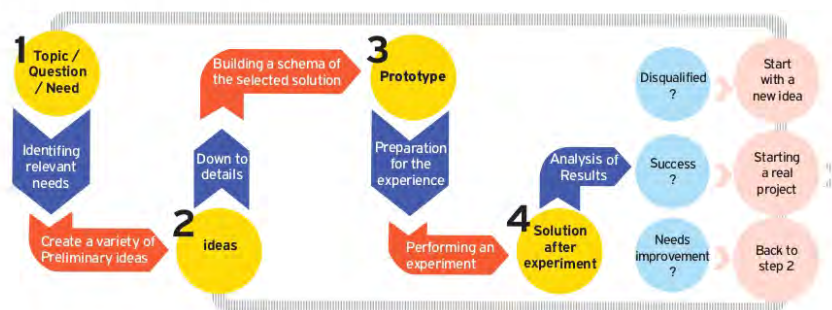 1
Topic /
Question
/ Need
Identifing
relevant
needs
Create a variety of
Preliminary ideas
2
ideas
Down to
details
Building a schema of
the selected solution
3
Prototype
Preparation
for the
experience
Performing an
experiment
4
Solution
after
experiment
Analysis of
Results
Disqualified
?
Start
with a
new idea
Success
?
Starting
a real
project
Needs
improvement
?
Back to
step 2